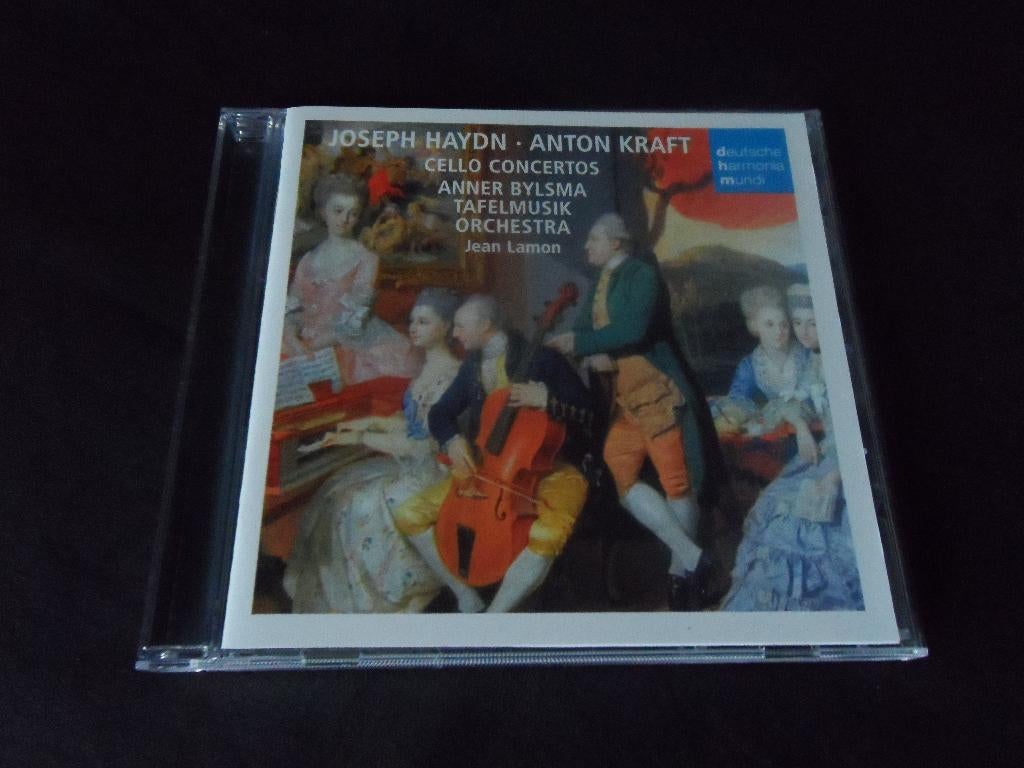 JOSEPH HAYDN · ANTON KRAFT
CELLO CONCERTOS
ANNER BYLSMA
TAFELMUSIK
ORCHESTRA
Jean Lamon
deutsche
harmonia
mundi